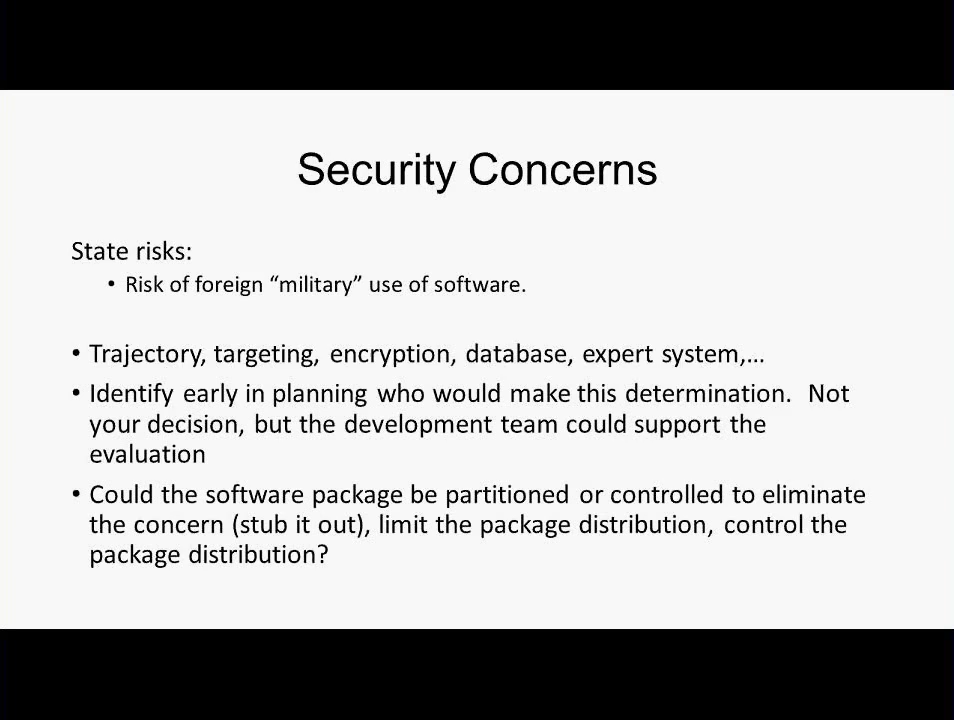 Security Concerns
State risks:
• Risk of foreign “military” use of software.
• Trajectory, targeting, encryption, database, expert system,...
• Identify early in planning who would make this determination.  Not
your decision, but the development team could support the
evaluation
• Could the software package be partitioned or controlled to eliminate
the concern (stub it out), limit the package distribution, control the
package distribution?